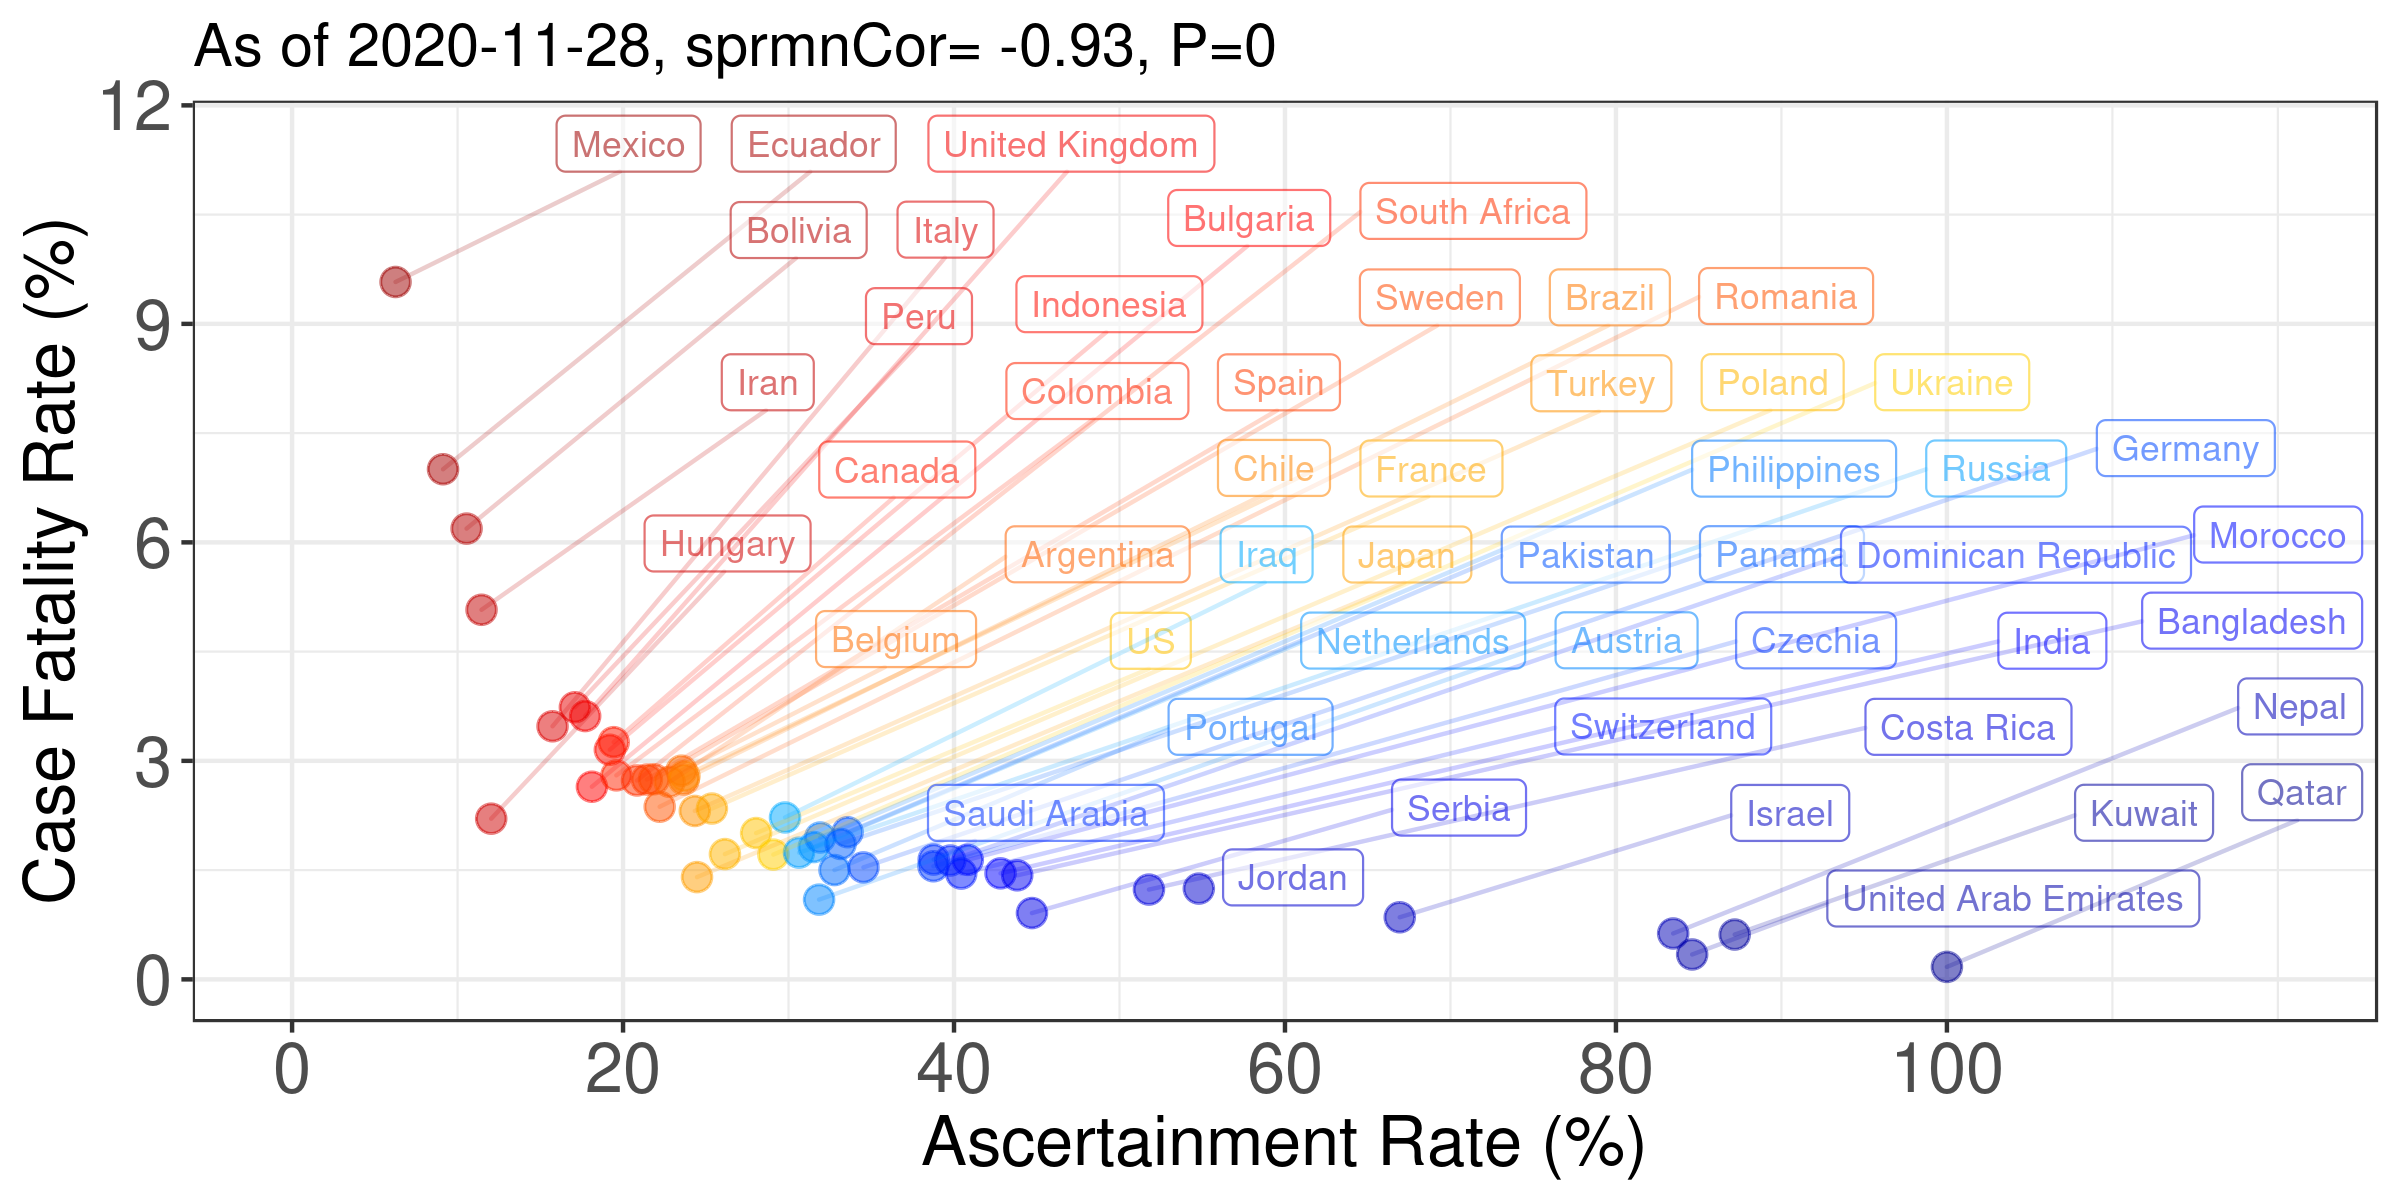 As of 2020-11-28, sprmnCor= -0.93, P=0
12
9
6
3
0
Case Fatality Rate (%)
Mexico
Ecuador
United Kingdom
Bolivia
Italy
Bulgaria
South Africa
Peru
Indonesia
Sweden
Brazil
Romania
Iran
Colombia
Spain
Turkey
Poland
Ukraine
Canada
Chile
France
Philippines
Russia
Germany
Hungary
Argentina
Iraq
Japan
Pakistan
Panama
Dominican Republic
Morocco
Belgium
US
Netherlands
Austria
Czechia
India
Bangladesh
Portugal
Switzerland
Costa Rica
Nepal
Saudi Arabia
Serbia
Israel
Kuwait
Qatar
Jordan
United Arab Emirates
0
20
40
60
80
100
Ascertainment Rate (%)